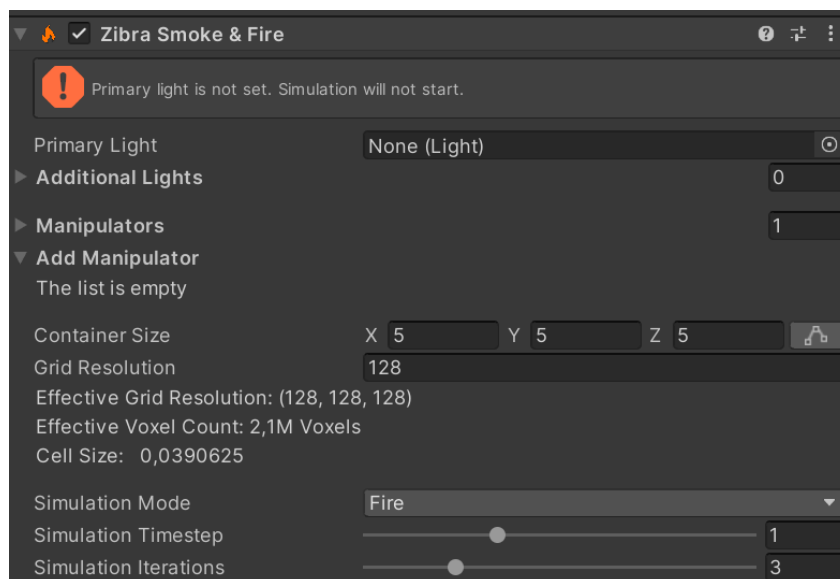 Zibra Smoke & Fire
Primary light is not set. Simulation will not start.
Primary Light None (Light)
Additional Lights 0
Manipulators 1
Add Manipulator
The list is empty
Container Size X 5 Y 5 Z 5
Grid Resolution 128
Effective Grid Resolution: (128, 128, 128)
Effective Voxel Count: 2,1M Voxels
Cell Size: 0,0390625
Simulation Mode Fire
Simulation Timestep 1
Simulation Iterations 3